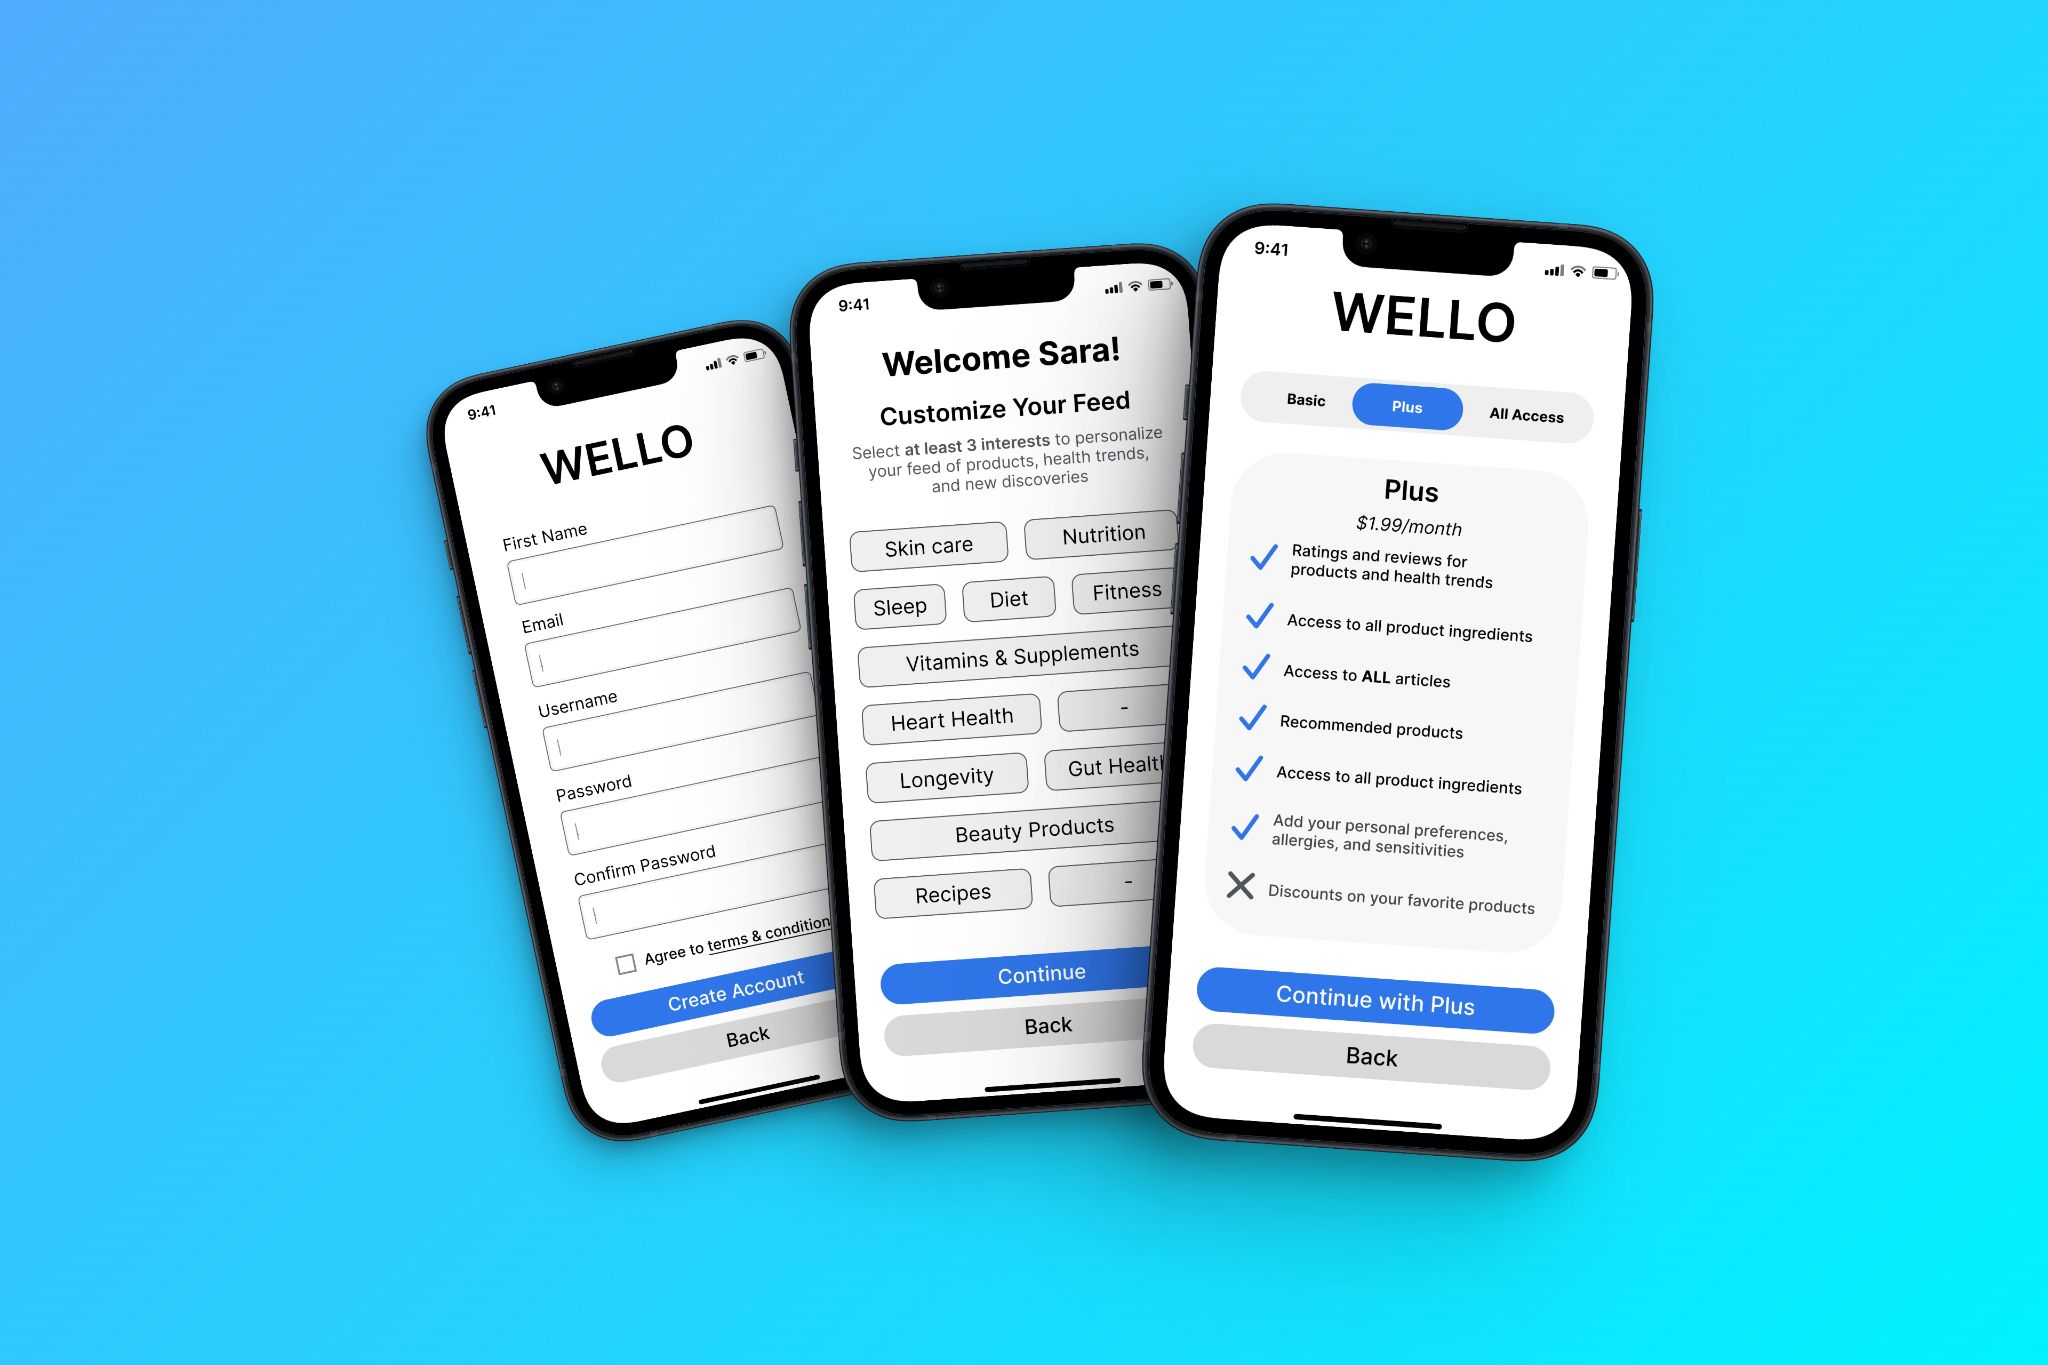 9:41
WELLO
First Name
Email
Username
Password
Confirm Password
Agree to terms & condition
Create Account
Back
9:41
Welcome Sara!
Customize Your Feed
Select at least 3 interests to personalize
your feed of products, health trends,
and new discoveries
Skin care
Nutrition
Sleep
Diet
Fitness
Vitamins & Supplements
Heart Health
-
Longevity
Gut Health
Beauty Products
Recipes
-
Continue
Back
9:41
WELLO
Basic
Plus
All Access
Plus
$1.99/month
Ratings and reviews for
products and health trends
Access to all product ingredients
Access to ALL articles
Recommended products
Access to all product ingredients
Add your personal preferences,
allergies, and sensitivities
Discounts on your favorite products
Continue with Plus
Back